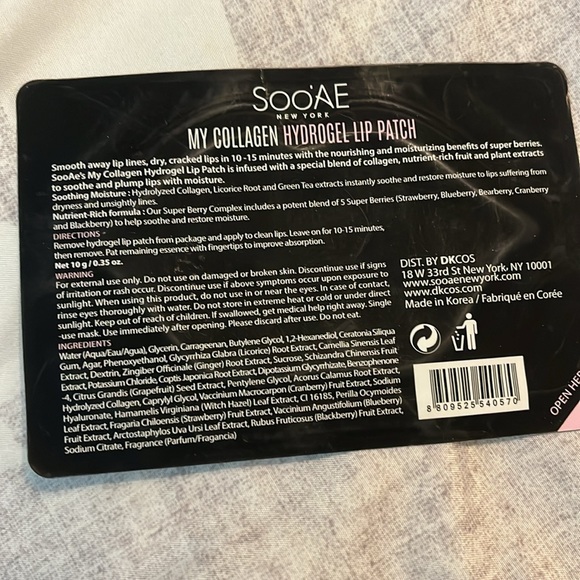 SOO'AE
NEW YORK
MY COLLAGEN HYDROGEL LIP PATCH
Smooth away lip lines, dry, cracked lips in 10-15 minutes with the nourishing and moisturizing benefits of super berries.
SooAe's My Collagen Hydrogel Lip Patch is infused with a special blend of collagen, nutrient-rich fruit and plant extracts
to soothe and plump lips with moisture.
Soothing Moisture : Hydrolyzed Collagen, Licorice Root and Green Tea extracts instantly soothe and restore moisture to lips suffering from
dryness and unsightly lines.
Nutrient-Rich formula : Our Super Berry Complex includes a potent blend of 5 Super Berries (Strawberry, Blueberry, Bearberry, Cranberry
and Blackberry) to help soothe and restore moisture.
DIRECTIONS -
Remove hydrogel lip patch from package and apply to clean lips. Leave on for 10-15 minutes,
then remove. Pat remaining essence with fingertips to improve absorption.
Net 10 g / 0.35 oz.
WARNING
For external use only. Do not use on damaged or broken skin. Discontinue use if signs
of irritation or rash occur. Discontinue use if above symptoms occur upon exposure to
sunlight. When using this product, do not use in or near the eyes. In case of contact,
rinse eyes thoroughly with water. Do not store in extreme heat or cold or under direct
sunlight. Keep out of reach of children. If swallowed, get medical help right away. Single
-use mask. Use immediately after opening. Please discard after use. Do not eat.
INGREDIENTS
Water (Aqua/Eau/Agua), Glycerin, Carrageenan, Butylene Glycol, 1,2-Hexanediol, Ceratonia Siliqua
Gum, Agar, Phenoxyethanol, Glycyrrhiza Glabra (Licorice) Root Extract, Camellia Sinensis Leaf
Extract, Dextrin, Zingiber Officinale (Ginger) Root Extract, Sucrose, Schizandra Chinensis Fruit
Extract, Potassium Chloride, Coptis Japonica Root Extract, Dipotassium Glycyrrhizate, Benzophenone
-4, Citrus Grandis (Grapefruit) Seed Extract, Pentylene Glycol, Acorus Calamus Root Extract,
Hydrolyzed Collagen, Caprylyl Glycol, Vaccinium Macrocarpon (Cranberry) Fruit Extract, Sodium
Hyaluronate, Hamamelis Virginiana (Witch Hazel) Leaf Extract, CI 16185, Perilla Ocymoides
Leaf Extract, Fragaria Chiloensis (Strawberry) Fruit Extract, Vaccinium Angustifolium (Blueberry)
Fruit Extract, Arctostaphylos Uva Ursi Leaf Extract, Rubus Fruticosus (Blackberry) Fruit Extract,
Sodium Citrate, Fragrance (Parfum/Fragancia)
DIST. BY DKCOS
18 W 33rd St New York, NY 10001
www.sooaenewyork.com
www.dkcos.com
Made in Korea / Fabriqué en Corée
8 809525 540570
OPEN HERE